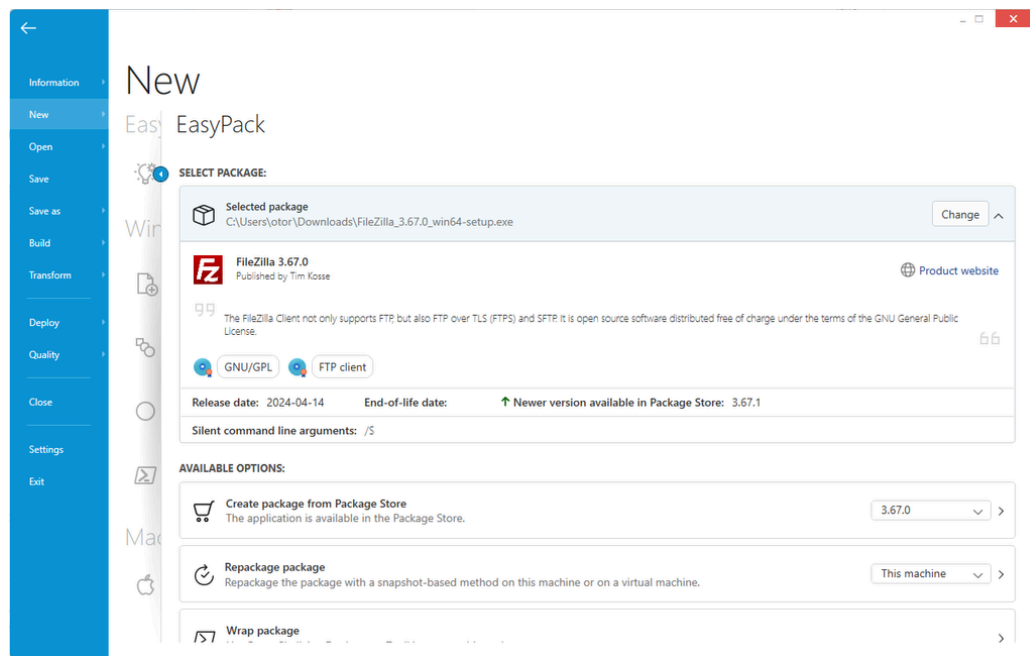 Information
New
Open
Save
Save as
Build
Transform
Deploy
Quality
Close
Settings
Exit
New
Eas
Wir
Mac
EasyPack
SELECT PACKAGE:
Selected package
C:\Users\otor\Downloads\FileZilla_3.67.0_win64-setup.exe
Change
FileZilla 3.67.0
Published by Tim Kosse
Product website
The FileZilla Client not only supports FTP, but also FTP over TLS (FTPS) and SFTP. It is open source software distributed free of charge under the terms of the GNU General Public
License.
GNU/GPL
FTP client
Release date: 2024-04-14 End-of-life date: Newer version available in Package Store: 3.67.1
Silent command line arguments: /S
AVAILABLE OPTIONS:
Create package from Package Store
The application is available in the Package Store.
3.67.0
Repackage package
Repackage the package with a snapshot-based method on this machine or on a virtual machine.
This machine
Wrap package